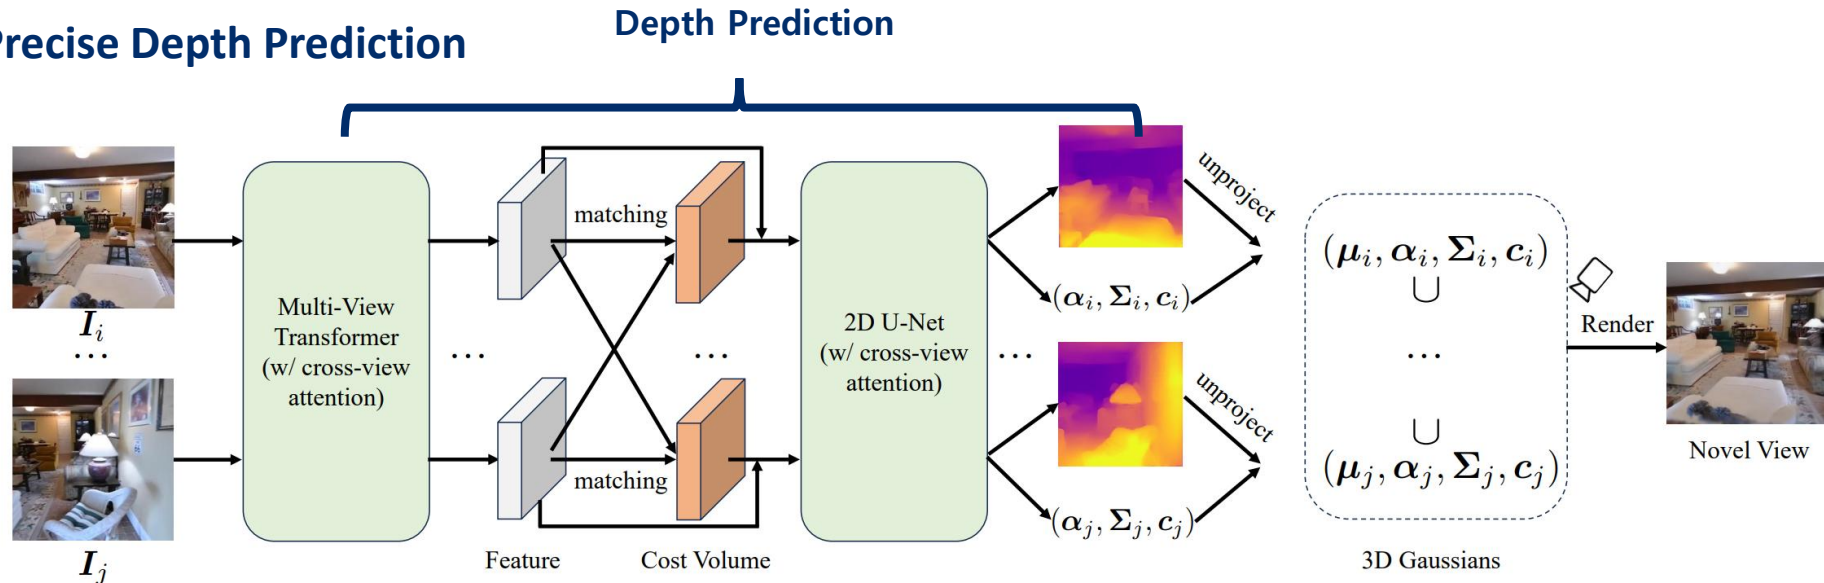 Precise Depth Prediction
Depth Prediction
I_i
...
I_j
Multi-View
Transformer
(w/ cross-view
attention)
...
matching
matching
Feature
...
Cost Volume
2D U-Net
(w/ cross-view
attention)
...
unproject
(α_i, Σ_i, c_i)
unproject
(α_j, Σ_j, c_j)
(μ_i, α_i, Σ_i, c_i)
∪
...
∪
(μ_j, α_j, Σ_j, c_j)
3D Gaussians
Render
Novel View